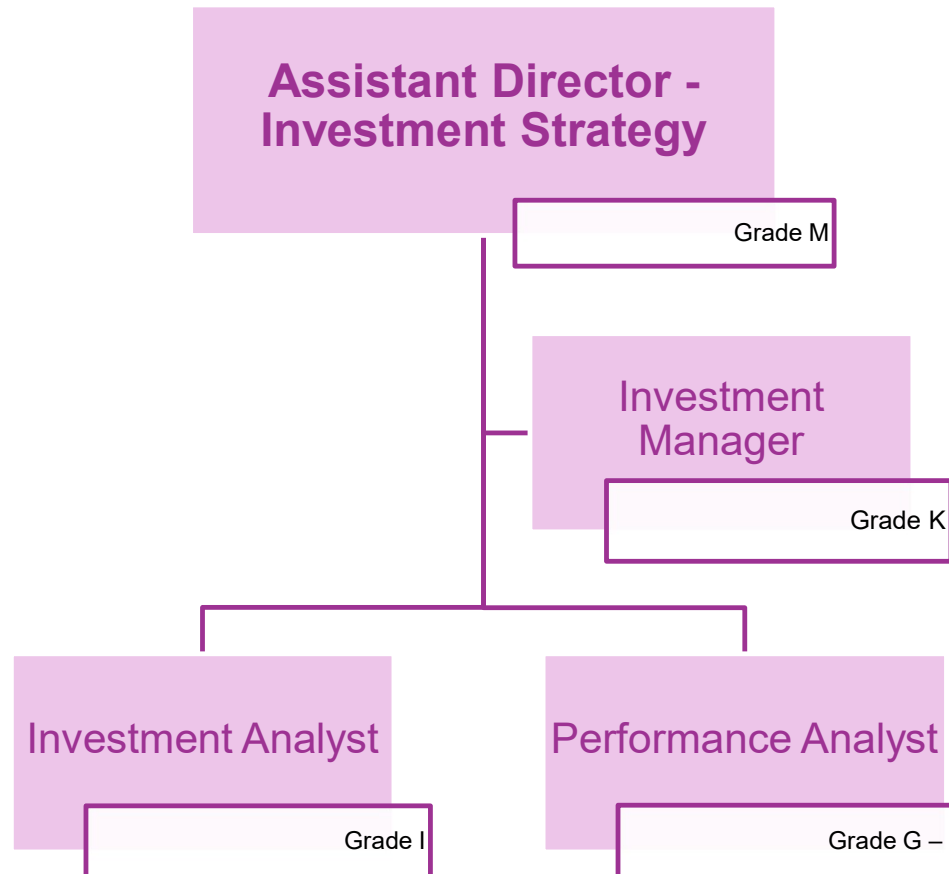 Assistant Director -
Investment Strategy
Grade M
Investment
Manager
Grade K
Investment Analyst
Grade I
Performance Analyst
Grade G –